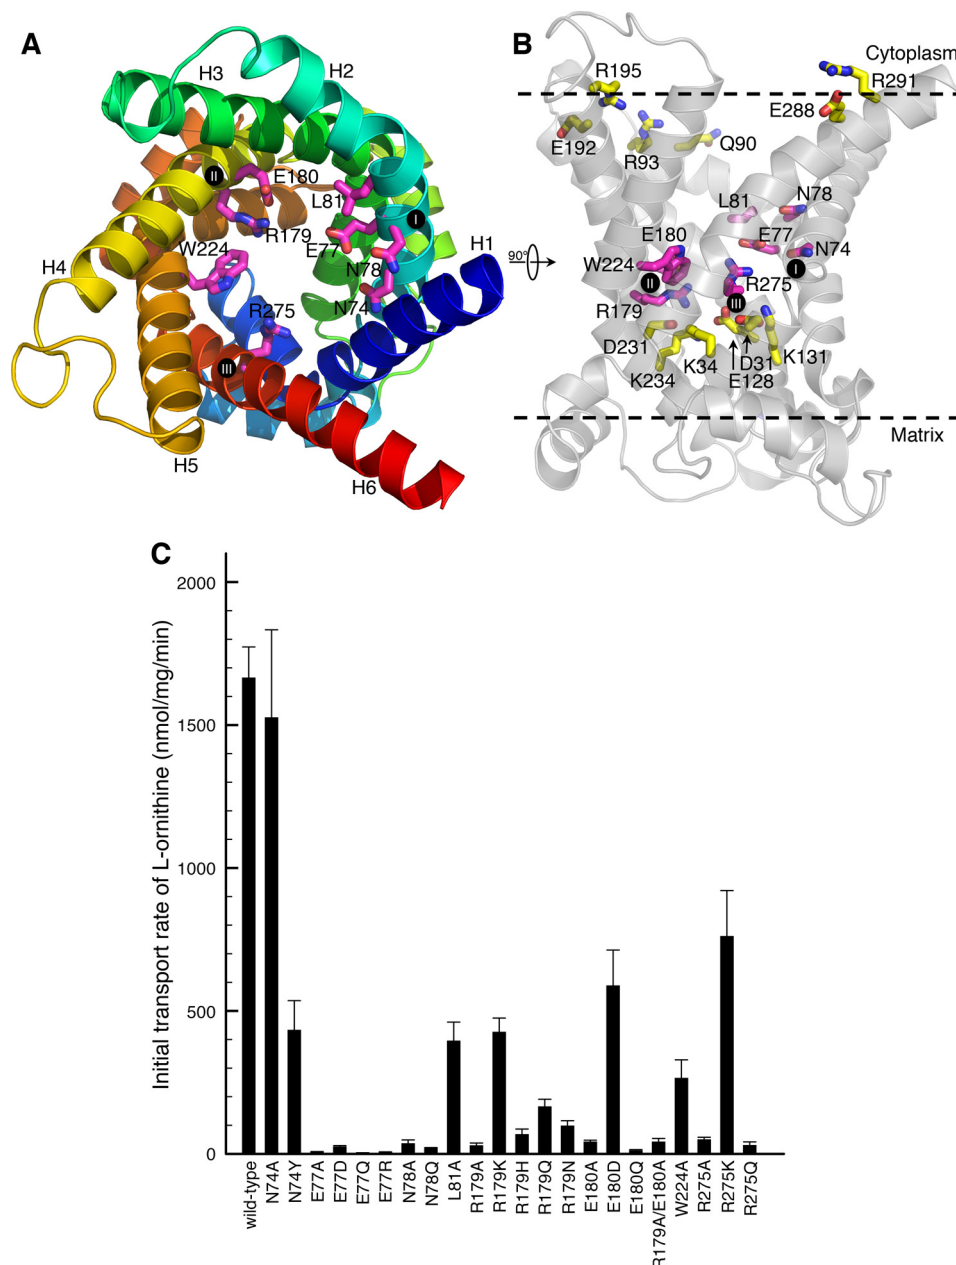 A
H3
H2
II
E180
L81
I
R179
E77
H1
W224
N78
H4
N74
R275
III
H5
H6
90°
B
Cytoplasm
R195
R291
E288
E192
R93
Q90
L81
N78
E180
E77
N74
W224
I
II
R275
R179
III
D231
K34
D31
K131
K234
E128
Matrix
C
Initial transport rate of L-ornithine (nmol/mg/min)
2000
1500
1000
500
0
wild-type
N74A
N74Y
E77A
E77D
E77Q
E77R
N78A
N78Q
L81A
R179A
R179K
R179H
R179Q
R179N
E180A
E180D
E180Q
R179A/E180A
W224A
R275A
R275K
R275Q